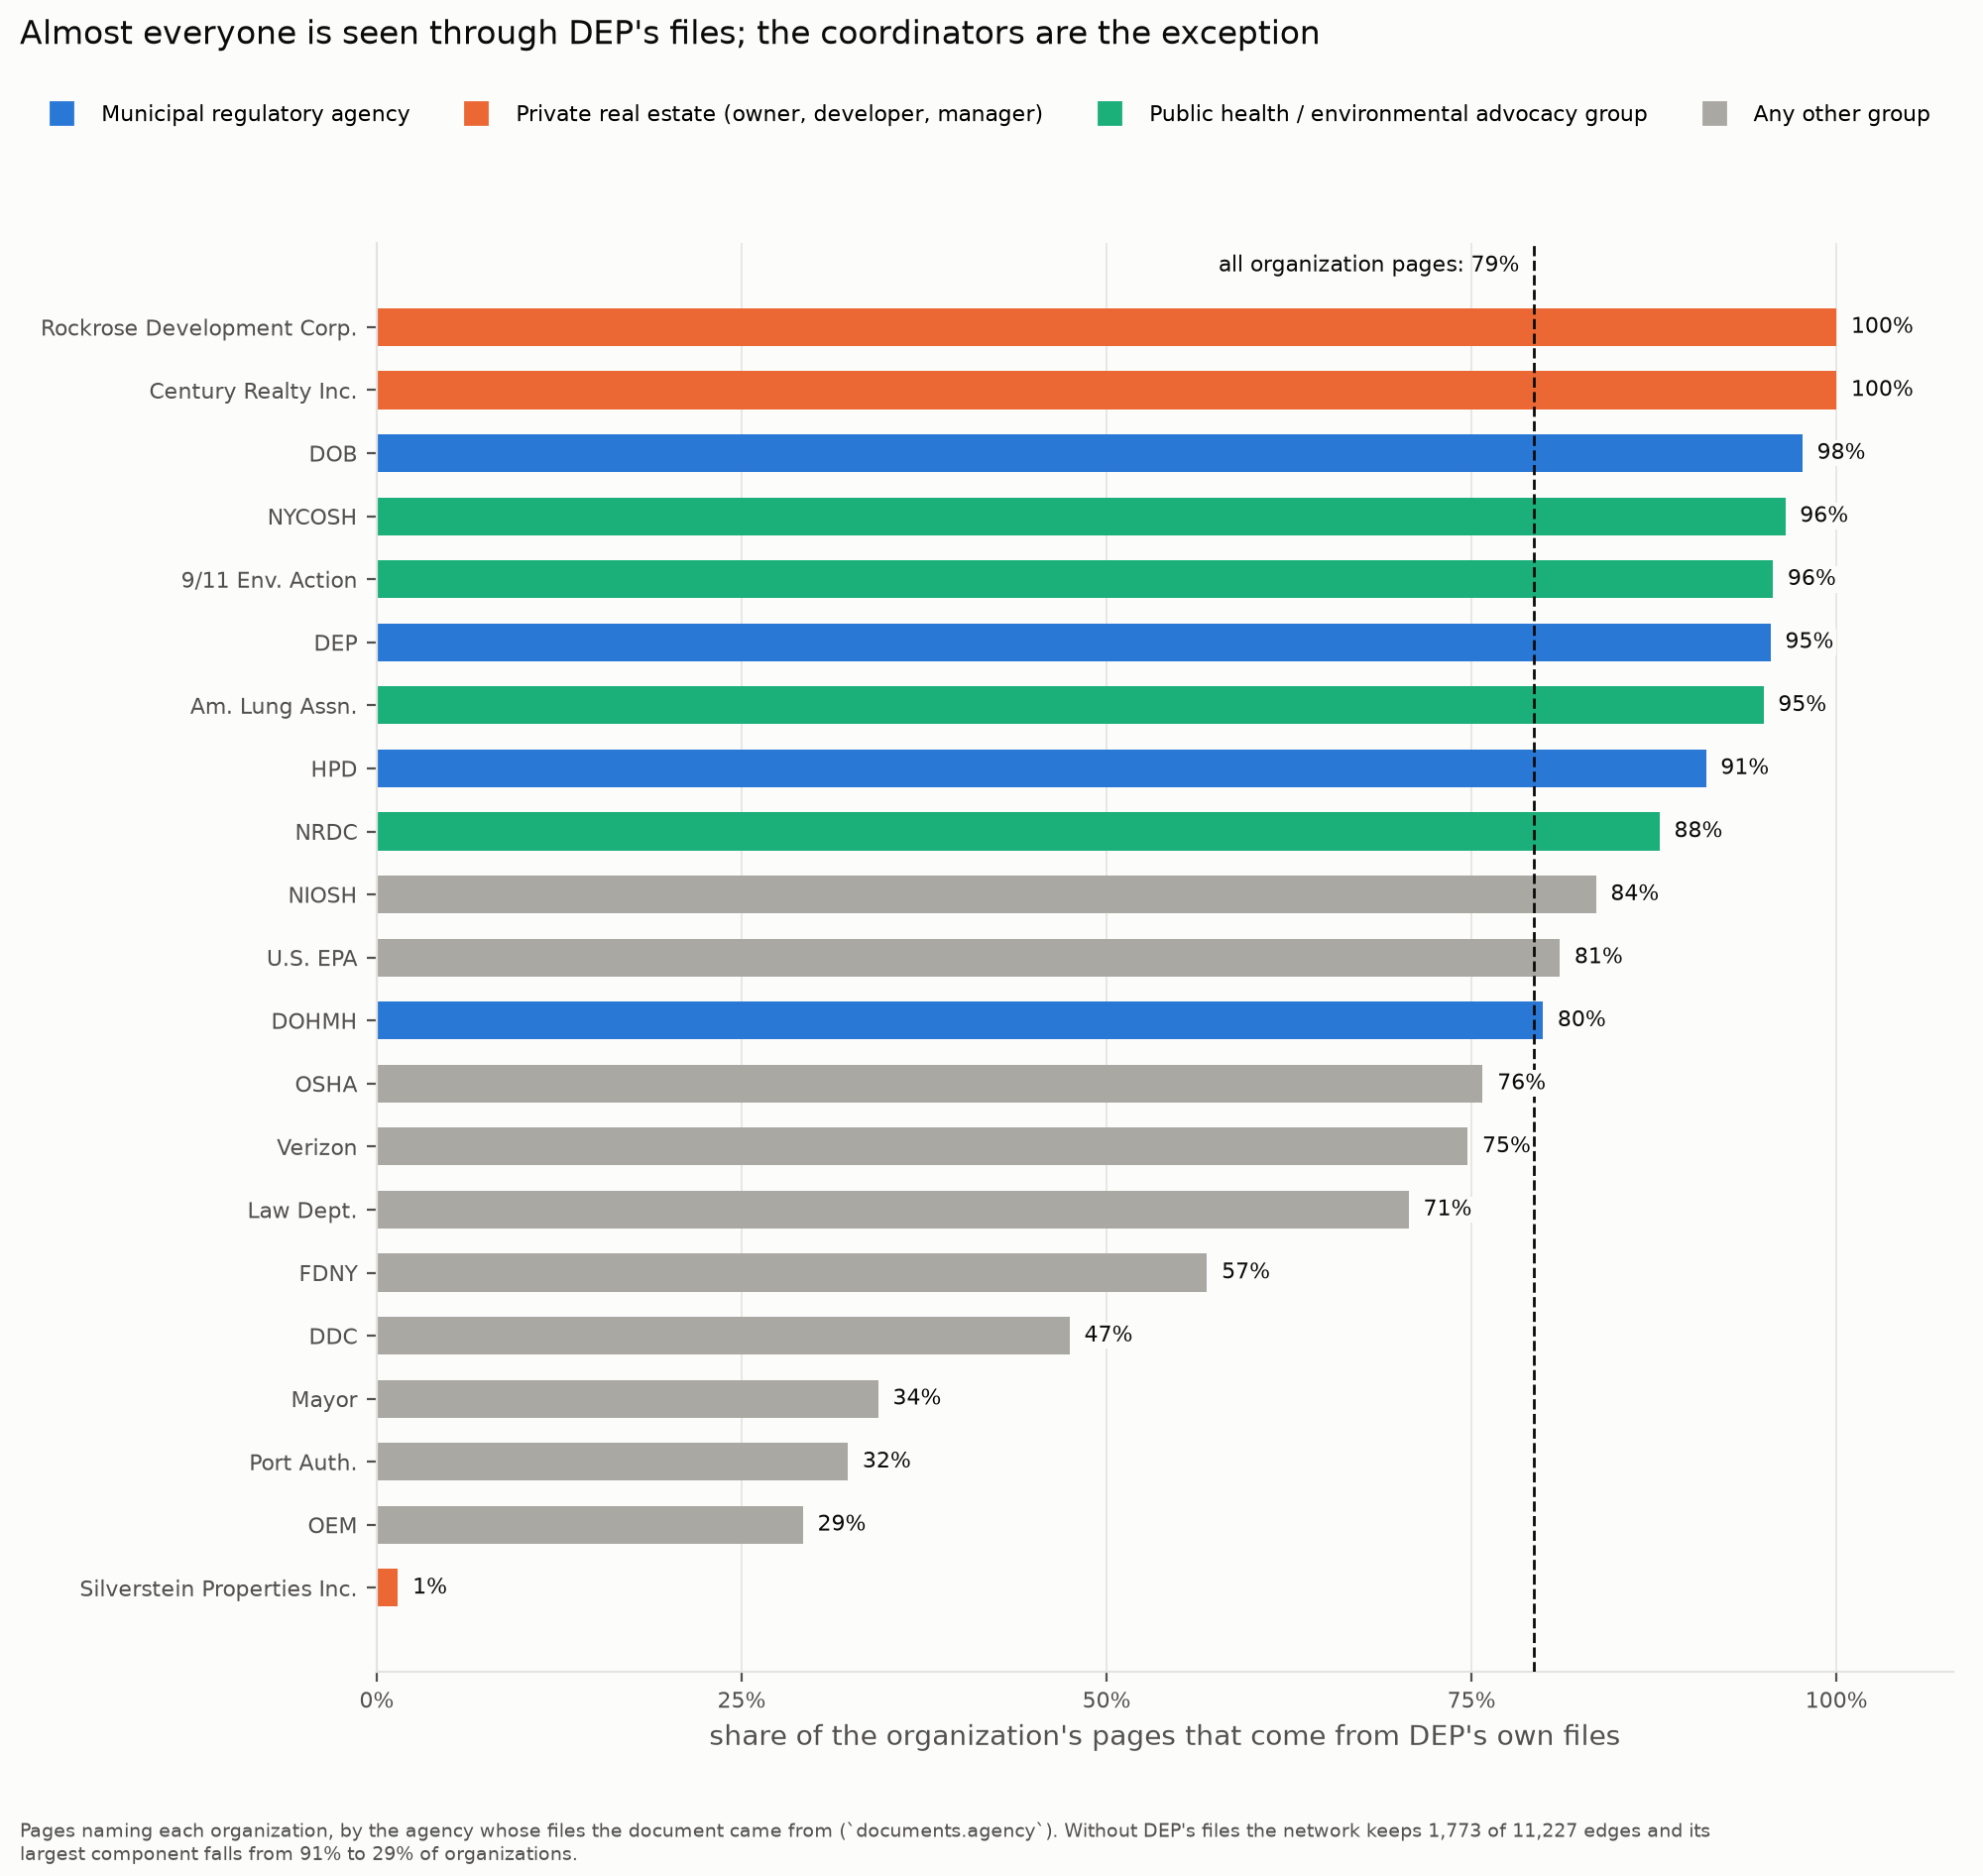 Almost everyone is seen through DEP's files; the coordinators are the exception
Municipal regulatory agency
Private real estate (owner, developer, manager)
Public health / environmental advocacy group
Any other group
all organization pages: 79%
Rockrose Development Corp. 100%
Century Realty Inc. 100%
DOB 98%
NYCOSH 96%
9/11 Env. Action 96%
DEP 95%
Am. Lung Assn. 95%
HPD 91%
NRDC 88%
NIOSH 84%
U.S. EPA 81%
DOHMH 80%
OSHA 76%
Verizon 75%
Law Dept. 71%
FDNY 57%
DDC 47%
Mayor 34%
Port Auth. 32%
OEM 29%
Silverstein Properties Inc. 1%
0% 25% 50% 75% 100%
share of the organization's pages that come from DEP's own files
Pages naming each organization, by the agency whose files the document came from (`documents.agency`). Without DEP's files the network keeps 1,773 of 11,227 edges and its
largest component falls from 91% to 29% of organizations.